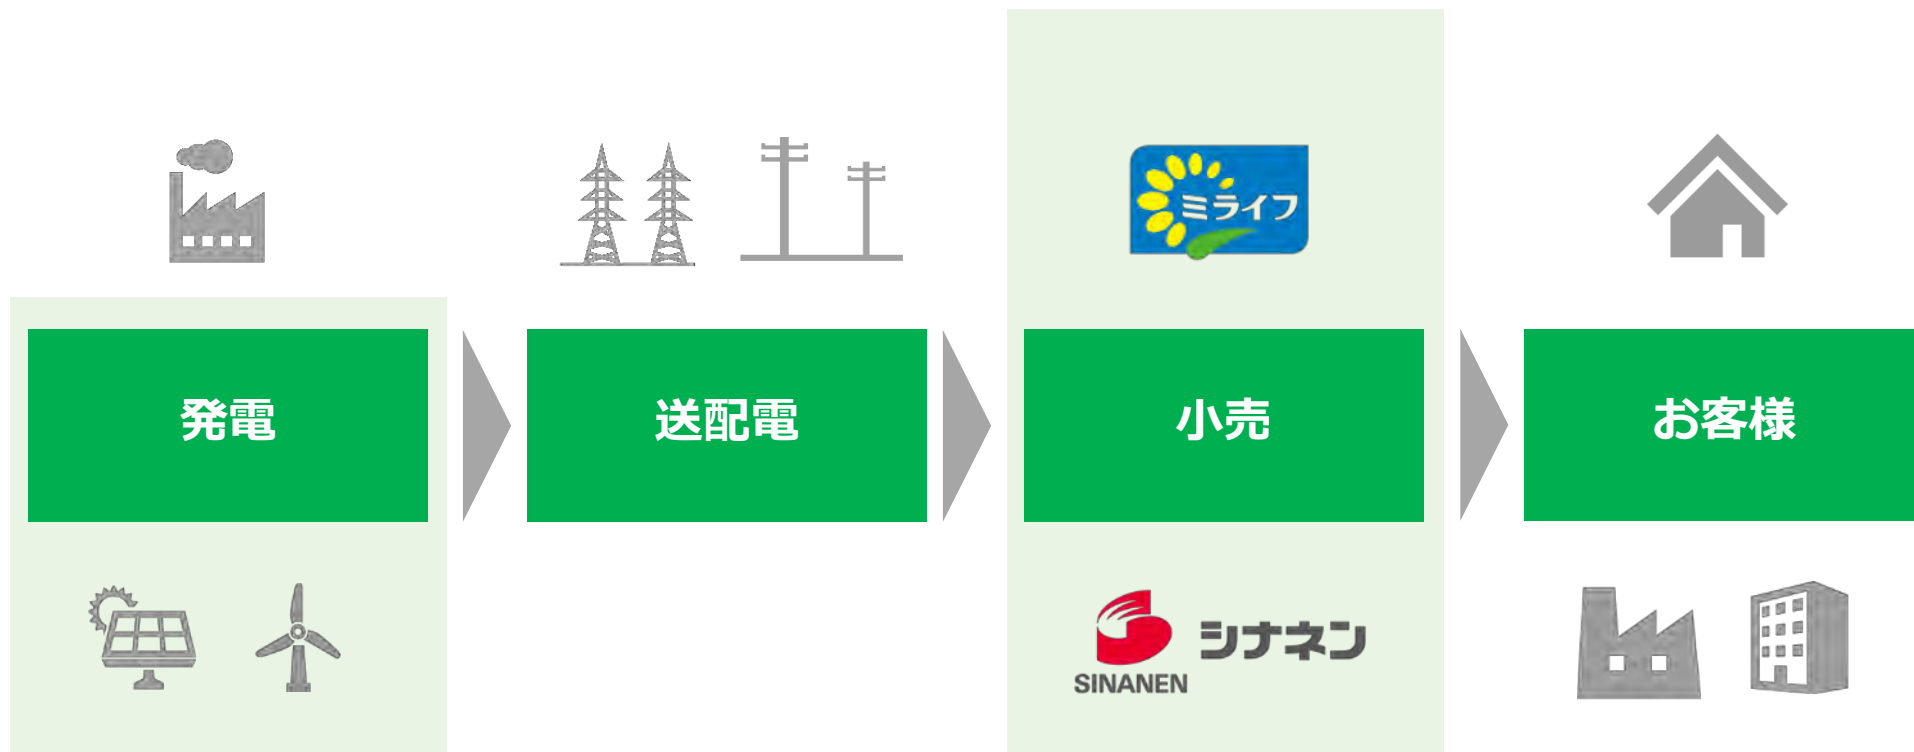 ミライフ
発電
送配電
小売
お客様
シナネン
SINANEN